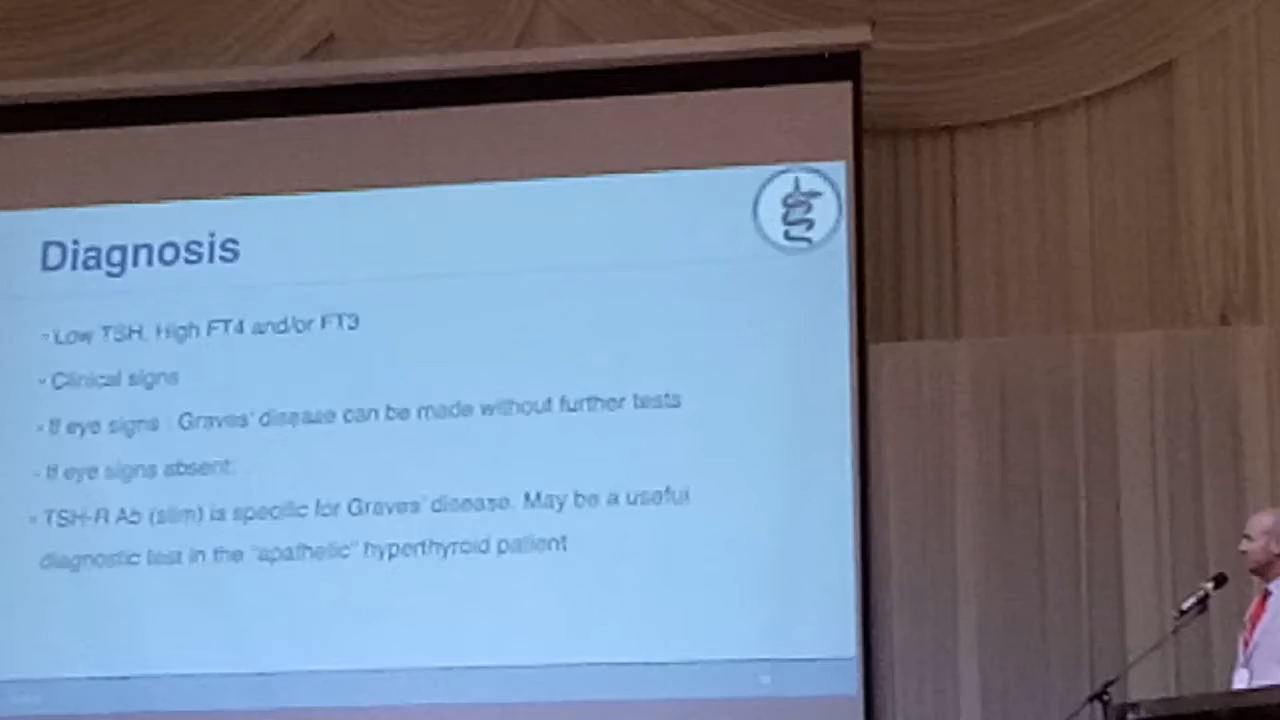 Diagnosis
- Low TSH, High FT4 and/or FT3
- Clinical signs
- If eye signs : Graves' disease can be made without further tests
- If eye signs absent:
- TSH-R Ab (stim) is specific for Graves' disease. May be a useful
diagnostic test in the "apathetic" hyperthyroid patient